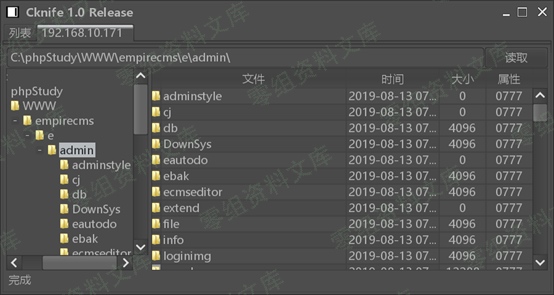 Cknife 1.0 Release
列表 192.168.10.171
C:\phpStudy\WWW\empirecms\e\admin\ 读取
phpStudy
WWW
empirecms
e
admin
adminstyle
cj
db
DownSys
eautodo
ebak
ecmseditor
文件 时间 大小 属性
adminstyle 2019-08-13 07... 0 0777
cj 2019-08-13 07... 0 0777
db 2019-08-13 07... 4096 0777
DownSys 2019-08-13 07... 4096 0777
eautodo 2019-08-13 07... 0 0777
ebak 2019-08-13 07... 4096 0777
ecmseditor 2019-08-13 07... 4096 0777
extend 2019-08-13 07... 0 0777
file 2019-08-13 07... 4096 0777
info 2019-08-13 07... 4096 0777
loginimg 2019-08-13 07... 4096 0777
完成
零组资料文库